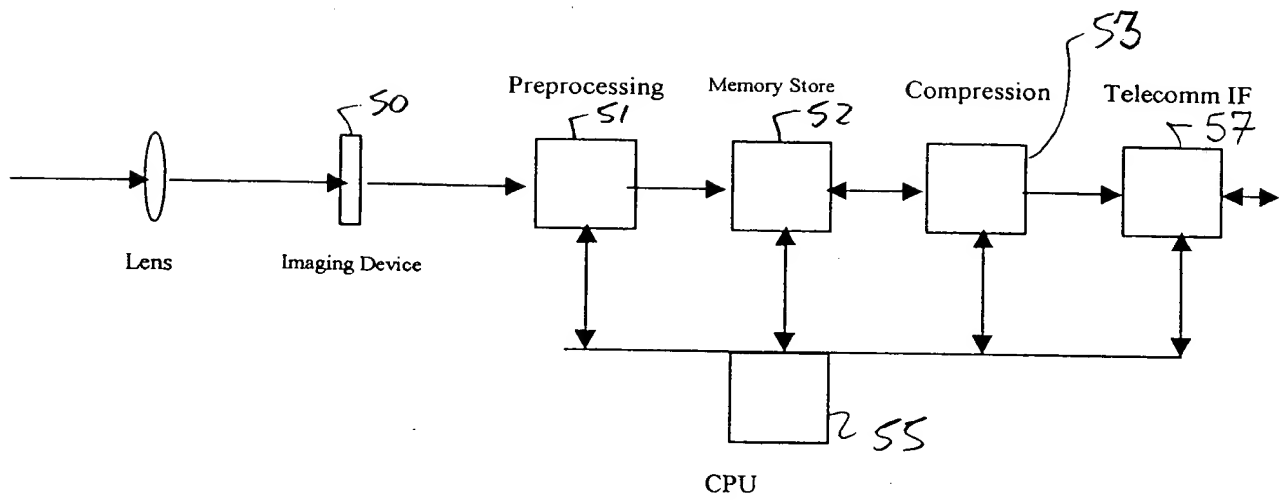 53
Preprocessing
Memory Store
Compression
Telecomm IF
50
51
52
57
Lens
Imaging Device
55
CPU